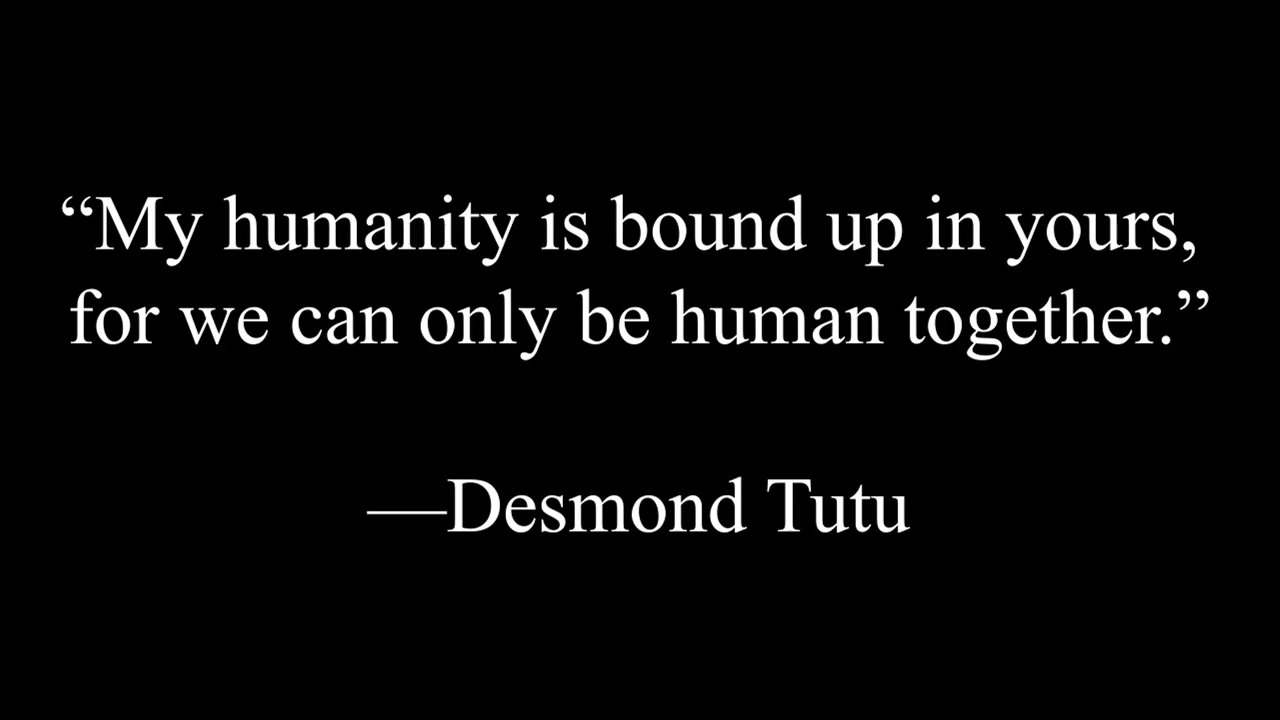 “My humanity is bound up in yours,
for we can only be human together.”
—Desmond Tutu